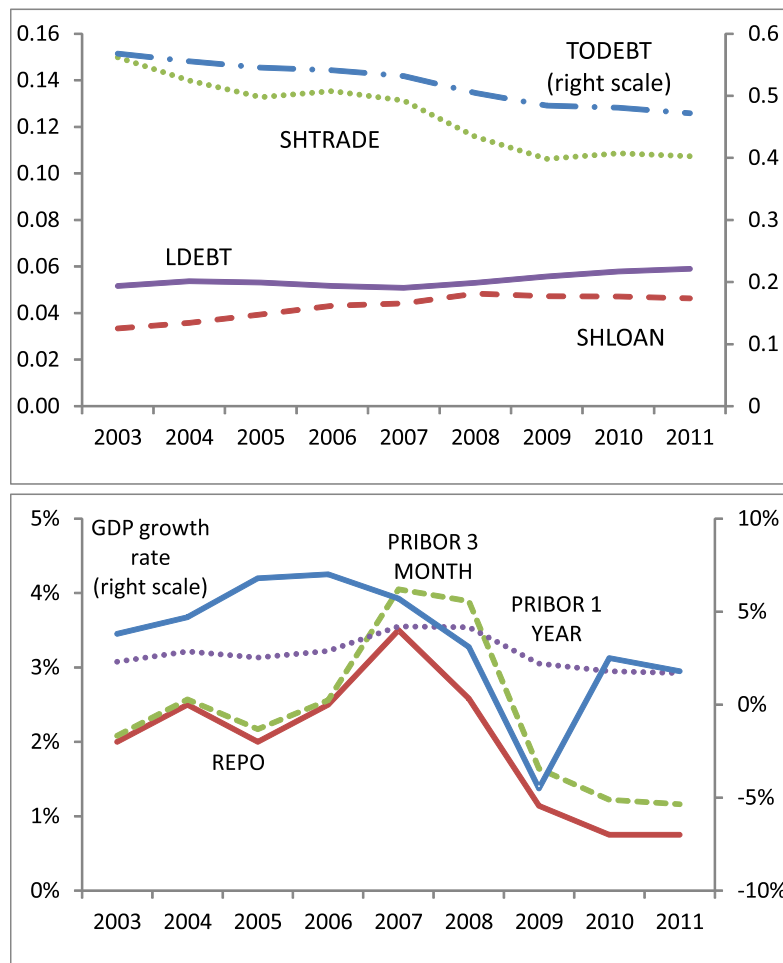 0.16
0.14
0.12
0.10
0.08
0.06
0.04
0.02
0.00
0.6
0.5
0.4
0.3
0.2
0.1
0
TODEBT
(right scale)
SHTRADE
LDEBT
SHLOAN
2003 2004 2005 2006 2007 2008 2009 2010 2011
5%
4%
3%
2%
1%
0%
10%
5%
0%
-5%
-10%
GDP growth
rate
(right scale)
PRIBOR 3
MONTH
PRIBOR 1
YEAR
REPO
2003 2004 2005 2006 2007 2008 2009 2010 2011